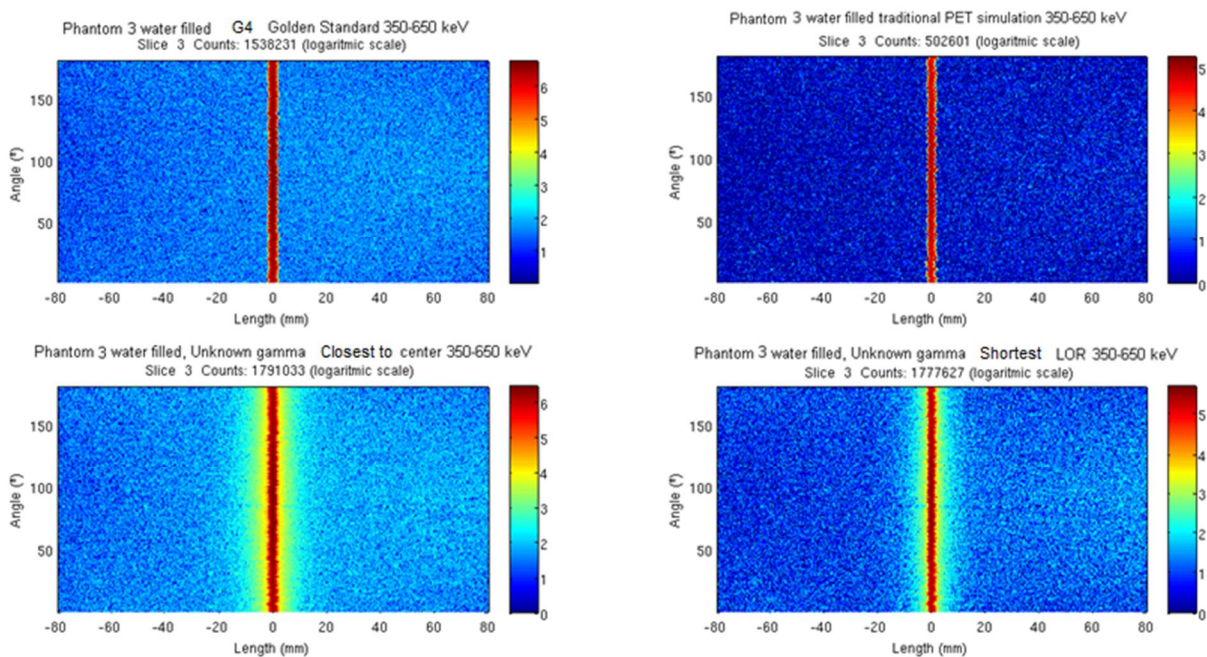 Phantom 3 water filled G4 Golden Standard 350-650 keV
Slice 3 Counts: 1538231 (logaritmic scale)
150
100
50
Angle (º)
-80 -60 -40 -20 0 20 40 60 80
Length (mm)
6
5
4
3
2
1
Phantom 3 water filled traditional PET simulation 350-650 keV
Slice 3 Counts: 502601 (logaritmic scale)
150
100
50
Angle (º)
-80 -60 -40 -20 0 20 40 60 80
Length (mm)
5
4
3
2
1
0
Phantom 3 water filled, Unknown gamma Closest to center 350-650 keV
Slice 3 Counts: 1791033 (logaritmic scale)
150
100
50
Angle (º)
-80 -60 -40 -20 0 20 40 60 80
Length (mm)
6
5
4
3
2
1
0
Phantom 3 water filled, Unknown gamma Shortest LOR 350-650 keV
Slice 3 Counts: 1777627 (logaritmic scale)
150
100
50
Angle (º)
-80 -60 -40 -20 0 20 40 60 80
Length (mm)
5
4
3
2
1
0